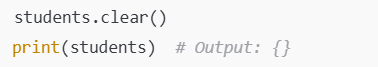 students.clear()
print(students)  # Output: {}